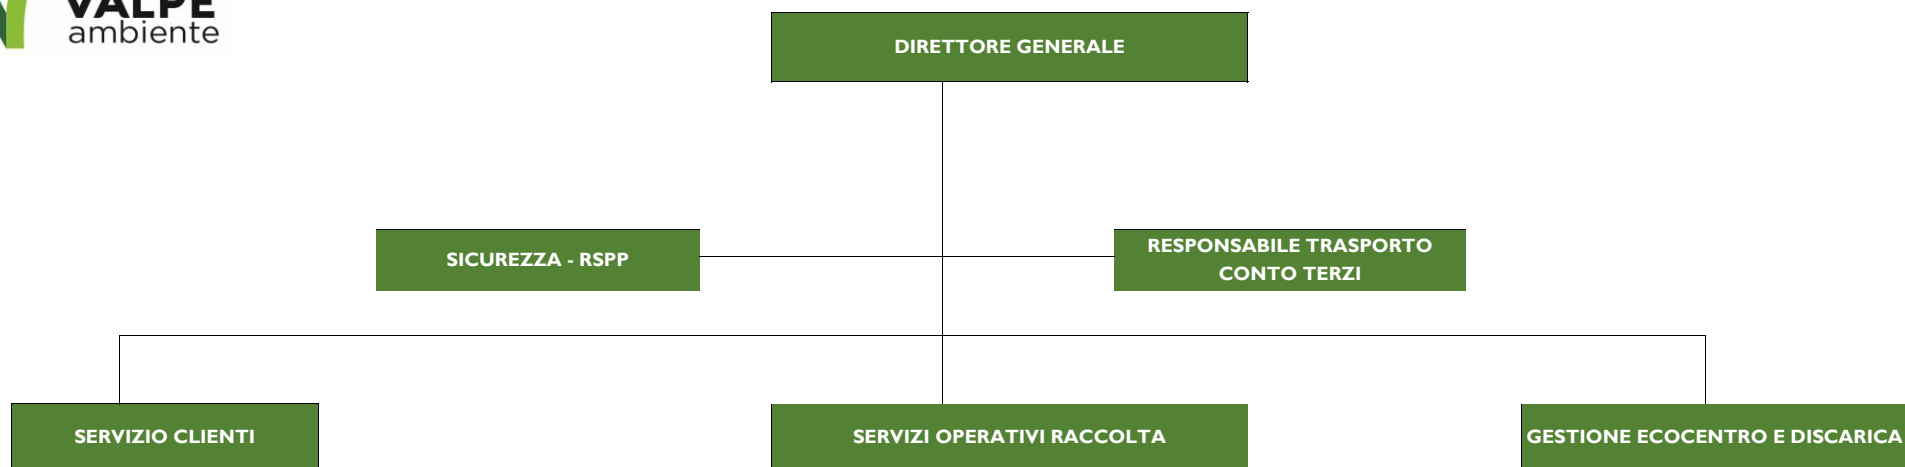 VALPE
ambiente
DIRETTORE GENERALE
SICUREZZA - RSPP
RESPONSABILE TRASPORTO
CONTO TERZI
SERVIZIO CLIENTI
SERVIZI OPERATIVI RACCOLTA
GESTIONE ECOCENTRO E DISCARICA